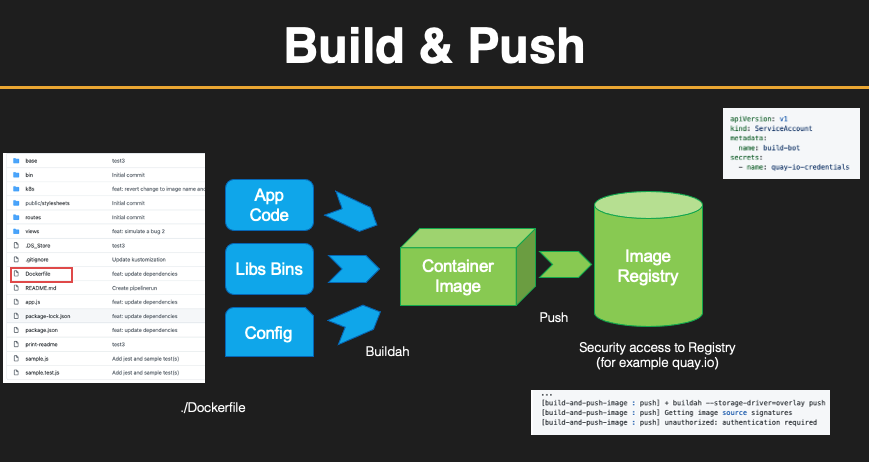 Build & Push
apiVersion: v1
kind: ServiceAccount
metadata:
name: build-bot
secrets:
- name: quay-io-credentials
base test3
bin Initial commit
k8s feat: revert change to image name and
public/stylesheets Initial commit
routes Initial commit
views feat: simulate a bug 2
.DS_Store test3
.gitignore Update kustomization
Dockerfile feat: update dependencies
README.md Create pipelinerun
app.js feat: update dependencies
package-lock.json feat: update dependencies
package.json feat: update dependencies
print-readme test3
sample.js Add jest and sample test(s)
sample.test.js Add jest and sample test(s)
./Dockerfile
App
Code
Libs Bins
Config
Buildah
Container
Image
Push
Image
Registry
Security access to Registry
(for example quay.io)
...
[build-and-push-image : push] + buildah --storage-driver=overlay push
[build-and-push-image : push] Getting image source signatures
[build-and-push-image : push] unauthorized: authentication required